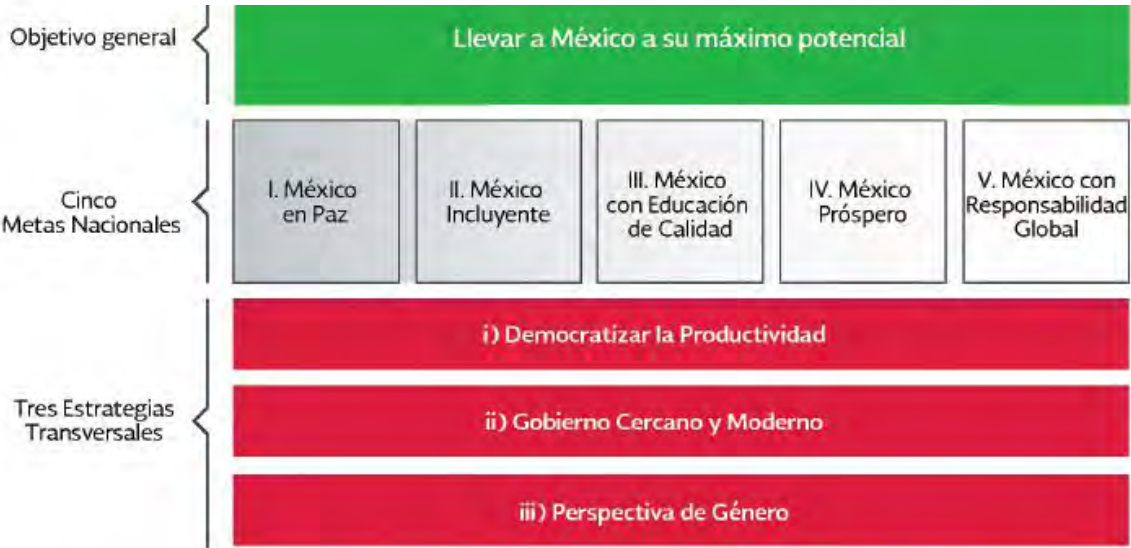 Objetivo general
Llevar a México a su máximo potencial
Cinco
Metas Nacionales
I. México
en Paz
II. México
Incluyente
III. México
con Educación
de Calidad
IV. México
Próspero
V. México con
Responsabilidad
Global
Tres Estrategias
Transversales
i) Democratizar la Productividad
ii) Gobierno Cercano y Moderno
iii) Perspectiva de Género